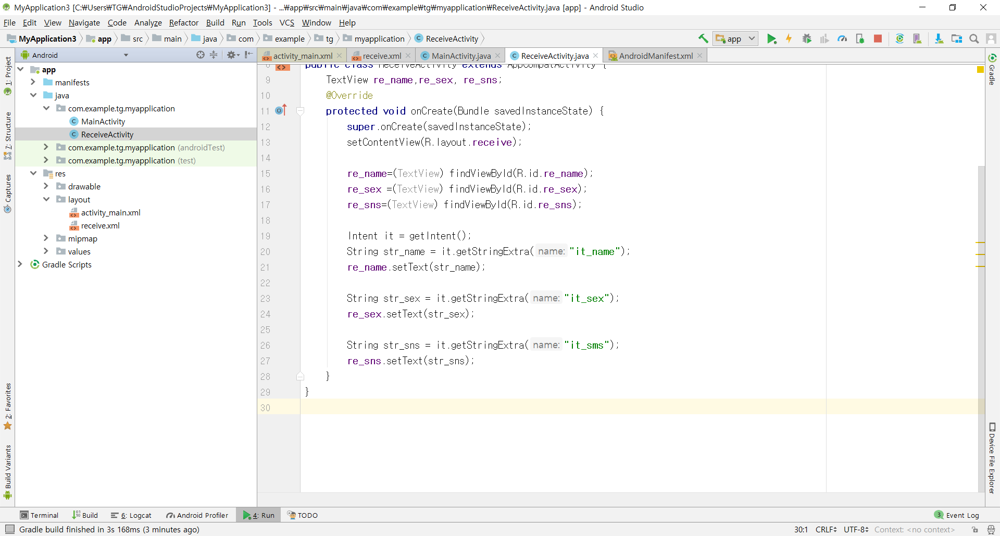 MyApplication3 [C:₩Users₩TG₩AndroidStudioProjects₩MyApplication3] - ...₩app₩src₩main₩java₩com₩example₩tg₩myapplication₩ReceiveActivity.java [app] - Android Studio
File Edit View Navigate Code Analyze Refactor Build Run Tools VCS Window Help
MyApplication3 app src main java com example tg myapplication ReceiveActivity app
1: Project
7: Structure
Captures
2: Favorites
Build Variants
Android
app
manifests
java
com.example.tg.myapplication
MainActivity
ReceiveActivity
com.example.tg.myapplication (androidTest)
com.example.tg.myapplication (test)
res
drawable
layout
activity_main.xml
receive.xml
mipmap
values
Gradle Scripts
activity_main.xml receive.xml MainActivity.java ReceiveActivity.java AndroidManifest.xml
8 public class ReceiveActivity extends AppCompatActivity {
9 TextView re_name,re_sex, re_sns;
10 @Override
11 protected void onCreate(Bundle savedInstanceState) {
12 super.onCreate(savedInstanceState);
13 setContentView(R.layout.receive);
14
15 re_name=(TextView) findViewById(R.id.re_name);
16 re_sex =(TextView) findViewById(R.id.re_sex);
17 re_sns=(TextView) findViewById(R.id.re_sns);
18
19 Intent it = getIntent();
20 String str_name = it.getStringExtra( name: "it_name");
21 re_name.setText(str_name);
22
23 String str_sex = it.getStringExtra( name: "it_sex");
24 re_sex.setText(str_sex);
25
26 String str_sns = it.getStringExtra( name: "it_sms");
27 re_sns.setText(str_sns);
28 }
29 }
30
Gradle
Device File Explorer
Terminal Build 6: Logcat Android Profiler 4: Run TODO 3 Event Log
Gradle build finished in 3s 168ms (3 minutes ago) 30:1 CRLF UTF-8 Context: <no context>